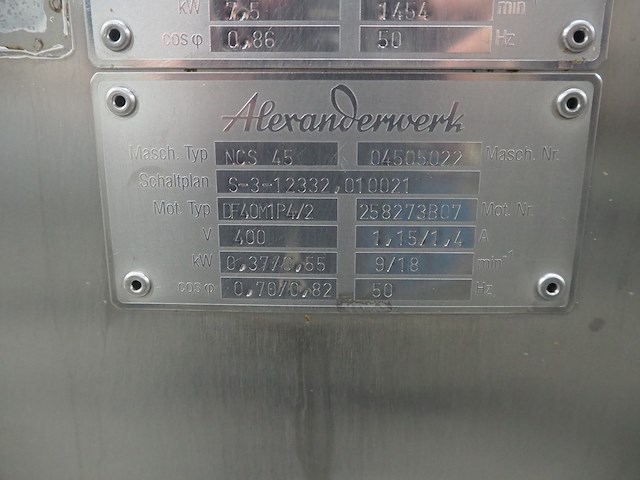 kW 7,5 1454 min⁻¹
cos φ 0,86 50 Hz
Alexanderwerk
Masch. Typ NCS 45 04505022 Masch. Nr.
Schaltplan S-3-12332,010021
Mot. Typ DF40M1P4/2 258273B07 Mot. Nr.
V 400 1,15/1,4 A
kW 0,37/0,55 9/18 min⁻¹
cos φ 0,70/0,82 50 Hz